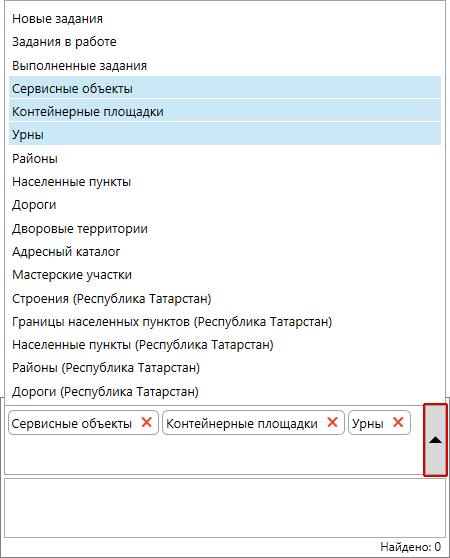 Новые задания
Задания в работе
Выполненные задания
Сервисные объекты
Контейнерные площадки
Урны
Районы
Населенные пункты
Дороги
Дворовые территории
Адресный каталог
Мастерские участки
Строения (Республика Татарстан)
Границы населенных пунктов (Республика Татарстан)
Населенные пункты (Республика Татарстан)
Районы (Республика Татарстан)
Дороги (Республика Татарстан)
Сервисные объекты Контейнерные площадки Урны
Найдено: 0